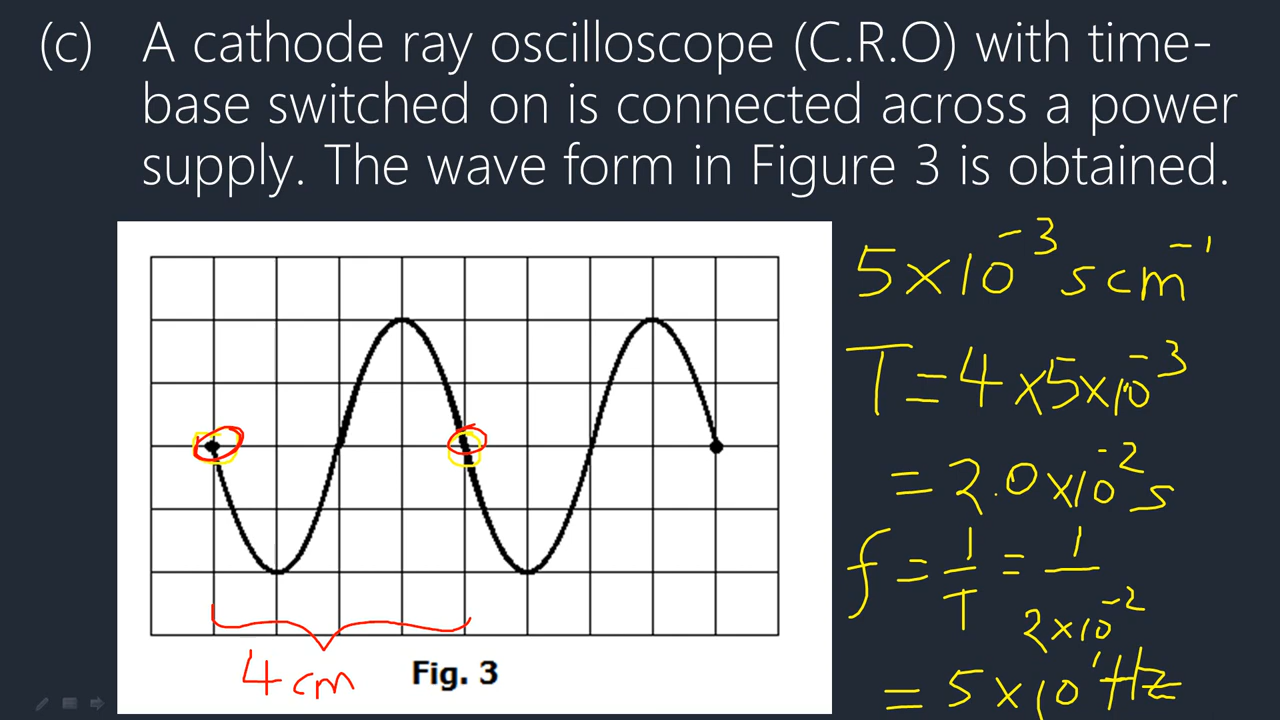 (c) A cathode ray oscilloscope (C.R.O) with time-
base switched on is connected across a power
supply. The wave form in Figure 3 is obtained.
5×10⁻³ s cm⁻¹
T = 4×5×10⁻³
= 2.0×10⁻² s
f = 1/T = 1/2×10⁻²
= 5×10¹ Hz
4 cm
Fig. 3